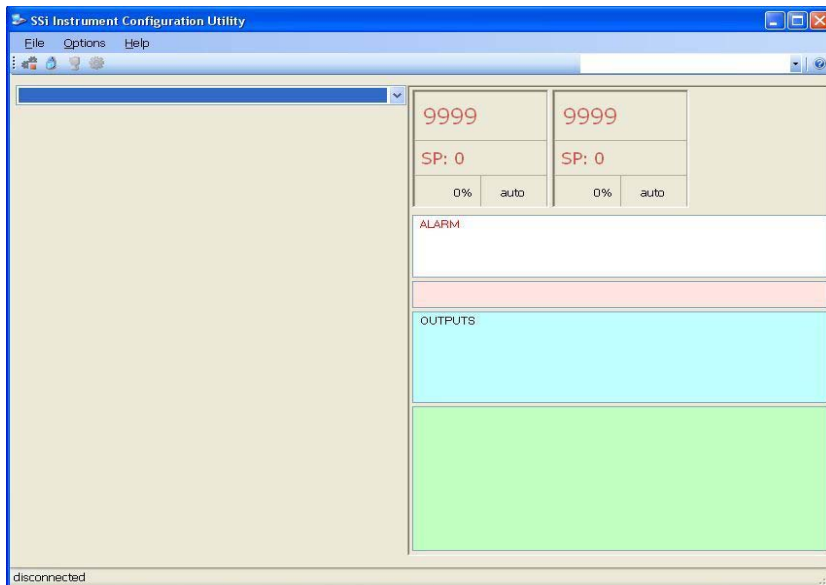 SSi Instrument Configuration Utility
File Options Help
9999 9999
SP: 0 SP: 0
0% auto 0% auto
ALARM
OUTPUTS
disconnected